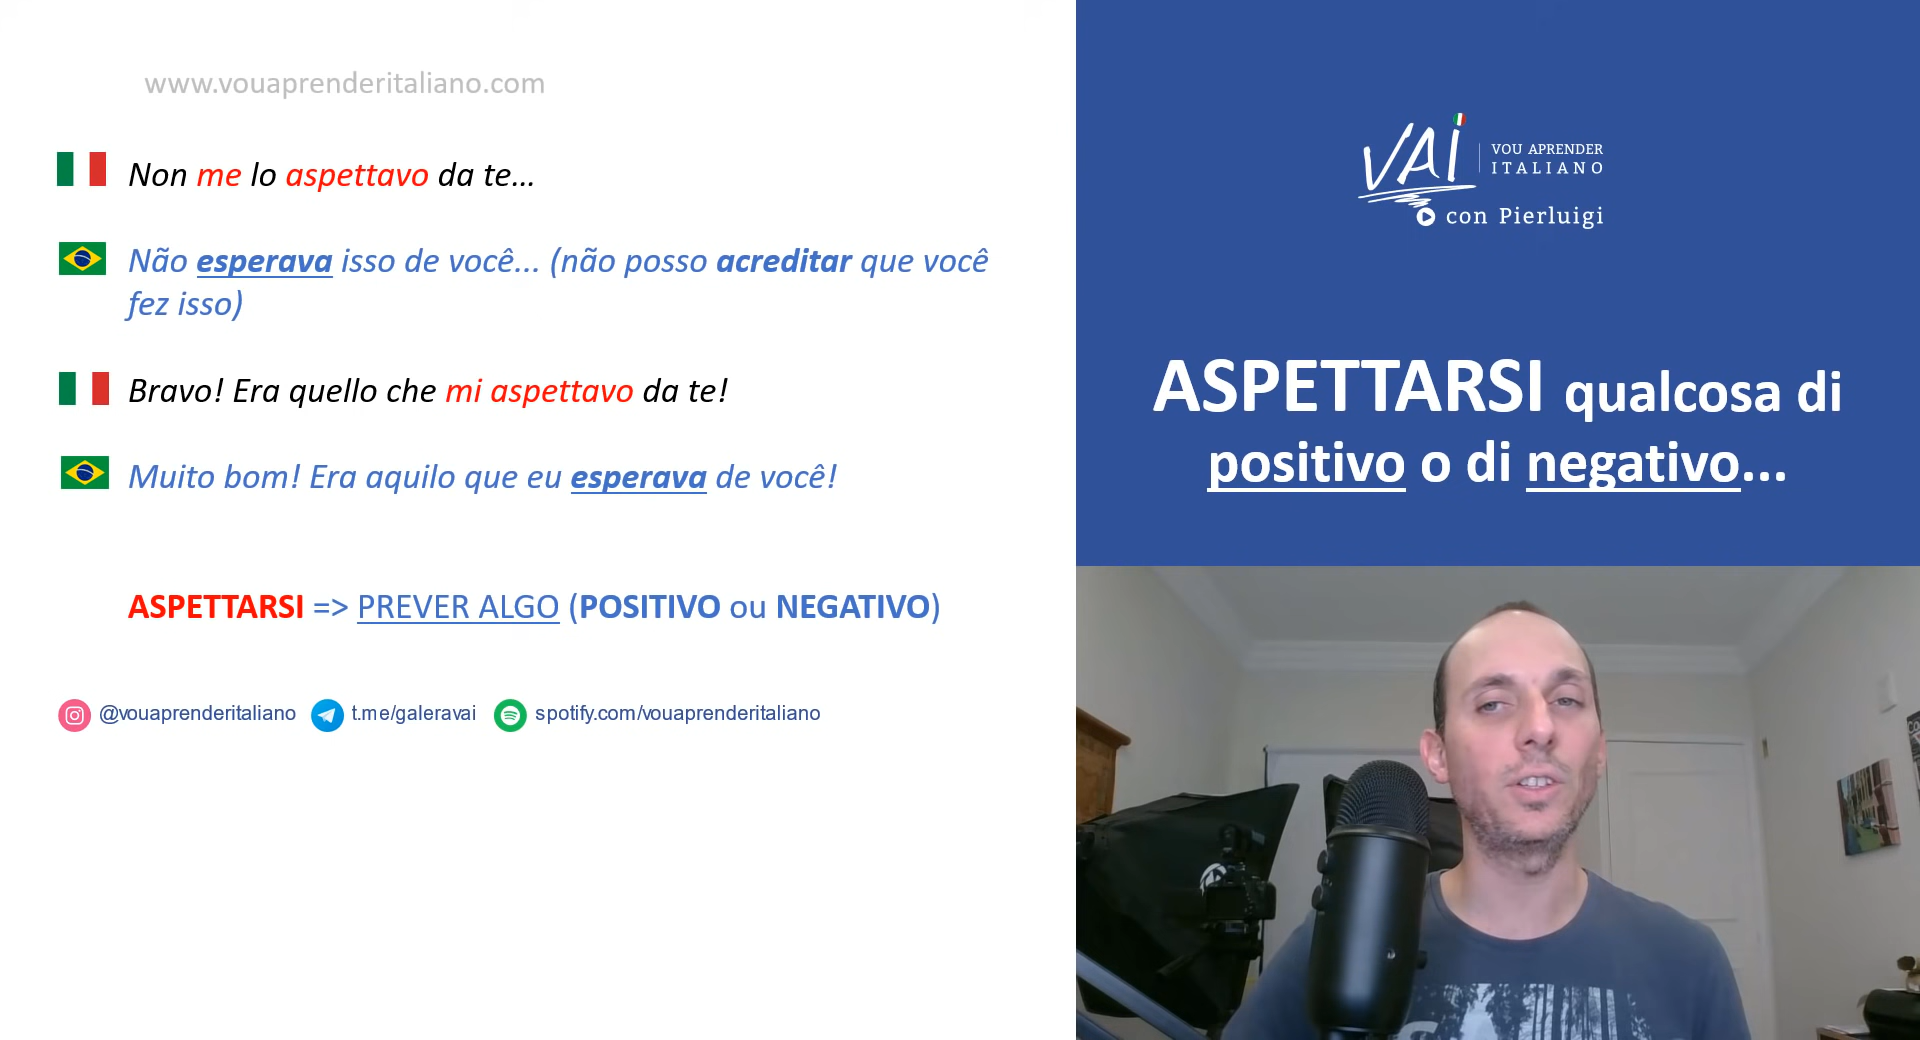 www.vouaprenderitaliano.com
Non me lo aspettavo da te...
Não esperava isso de você... (não posso acreditar que você
fez isso)
Bravo! Era quello che mi aspettavo da te!
Muito bom! Era aquilo que eu esperava de você!
ASPETTARSI => PREVER ALGO (POSITIVO ou NEGATIVO)
@vouaprenderitaliano t.me/galeravai spotify.com/vouaprenderitaliano
VAI
VOU APRENDER
ITALIANO
con Pierluigi
ASPETTARSI qualcosa di
positivo o di negativo...